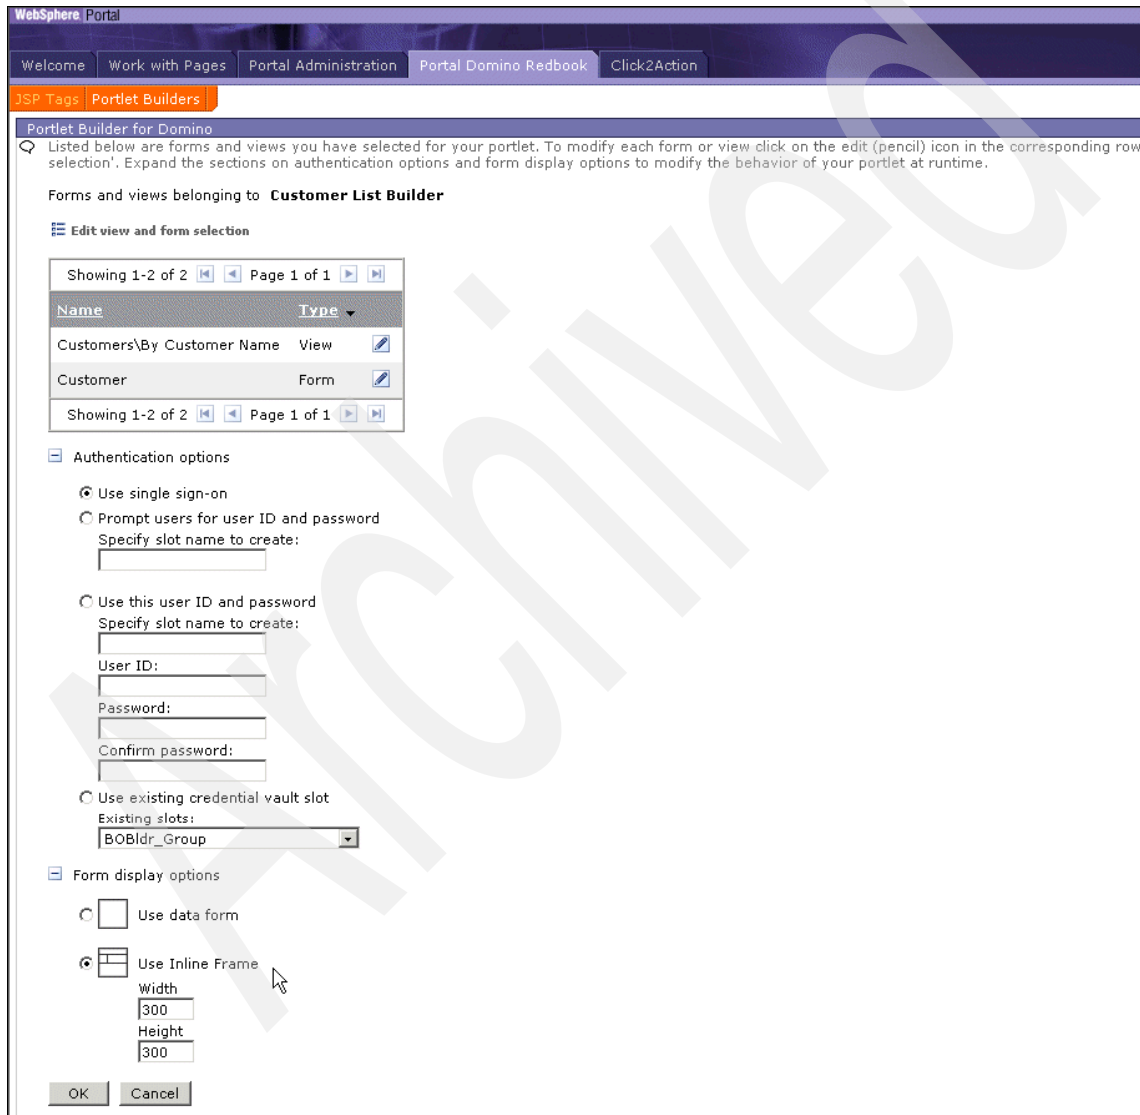 WebSphere Portal
Welcome Work with Pages Portal Administration Portal Domino Redbook Click2Action
JSP Tags Portlet Builders
Portlet Builder for Domino
Listed below are forms and views you have selected for your portlet. To modify each form or view click on the edit (pencil) icon in the corresponding row
selection'. Expand the sections on authentication options and form display options to modify the behavior of your portlet at runtime.
Forms and views belonging to Customer List Builder
Edit view and form selection
Showing 1-2 of 2 Page 1 of 1
Name Type
Customers\By Customer Name View
Customer Form
Showing 1-2 of 2 Page 1 of 1
Authentication options
Use single sign-on
Prompt users for user ID and password
Specify slot name to create:
Use this user ID and password
Specify slot name to create:
User ID:
Password:
Confirm password:
Use existing credential vault slot
Existing slots:
BOBldr_Group
Form display options
Use data form
Use Inline Frame
Width
300
Height
300
OK Cancel
Archived